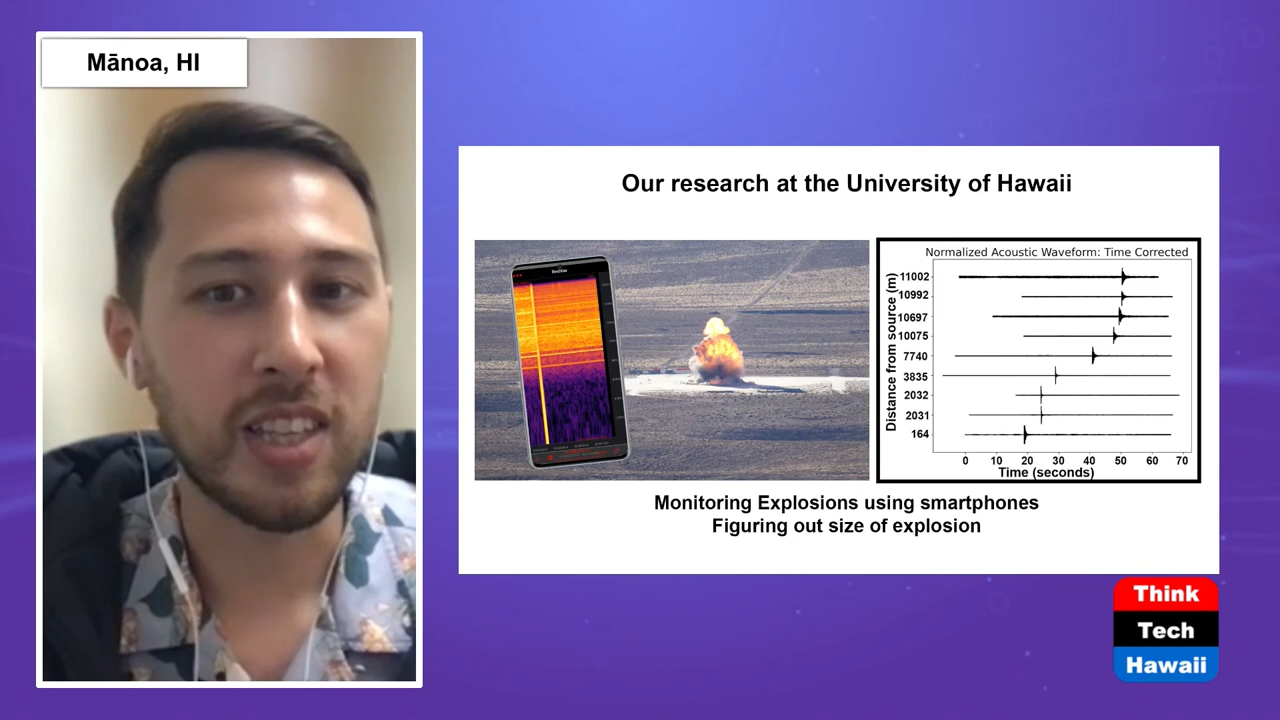 Mānoa, HI
Our research at the University of Hawaii
Normalized Acoustic Waveform: Time Corrected
Distance from source (m)
11002
10992
10697
10075
7740
3835
2032
2031
164
0 10 20 30 40 50 60 70
Time (seconds)
Monitoring Explosions using smartphones
Figuring out size of explosion
Think
Tech
Hawaii